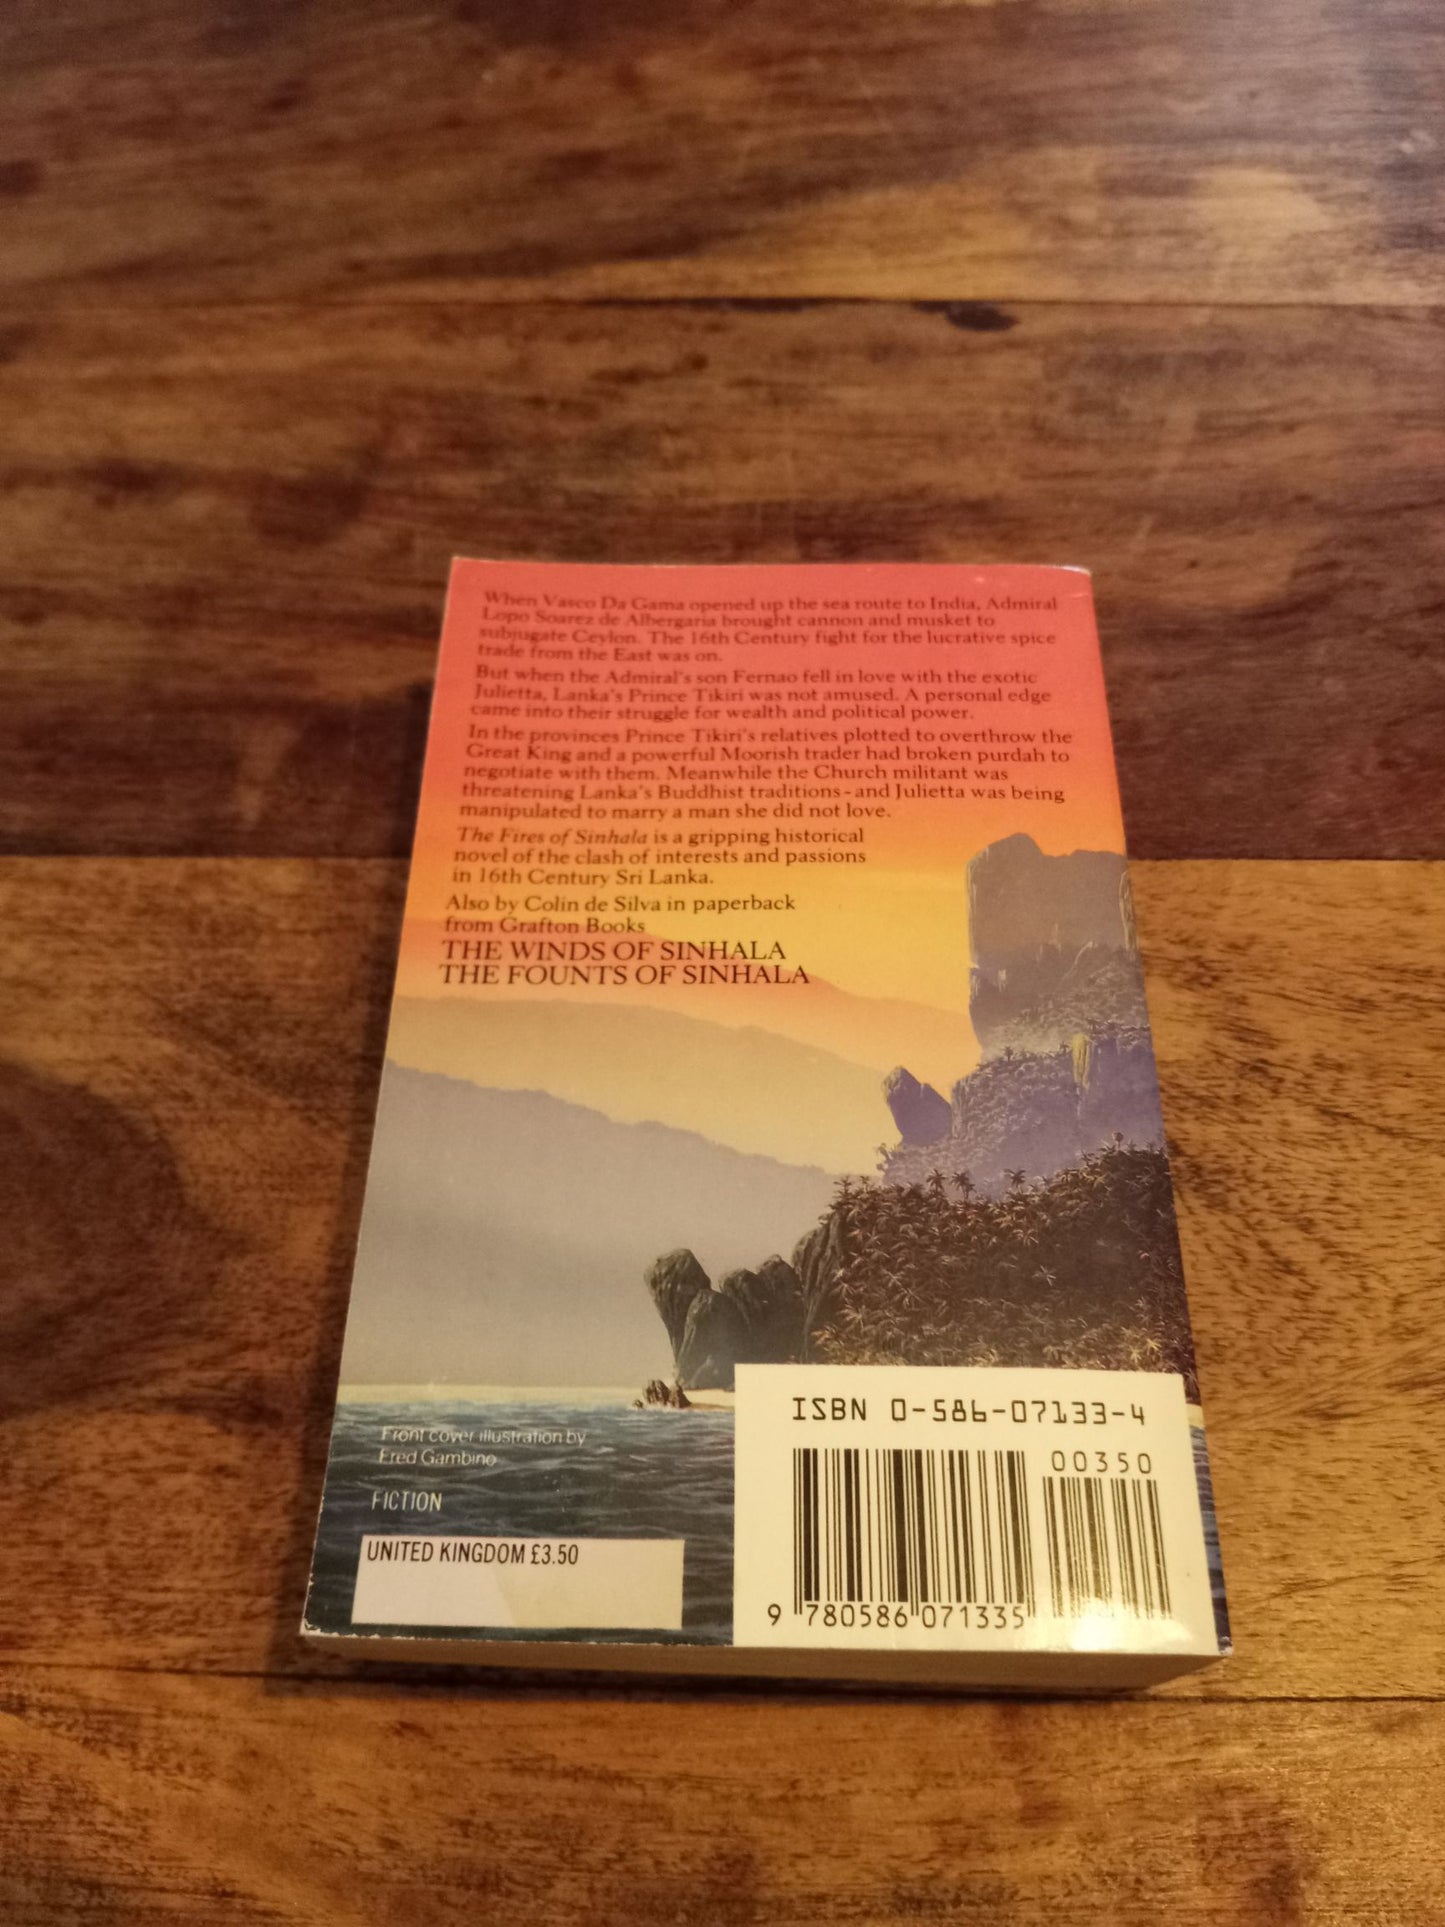 When Vasco Da Gama opened up the sea route to India, Admiral
Lopo Soarez de Albergaria brought cannon and musket to
subjugate Ceylon. The 16th Century fight for the lucrative spice
trade from the East was on.
But when the Admiral's son Fernao fell in love with the exotic
Julietta, Lanka's Prince Tikiri was not amused. A personal edge
came into their struggle for wealth and political power.
In the provinces Prince Tikiri's relatives plotted to overthrow the
Great King and a powerful Moorish trader had broken purdah to
negotiate with them. Meanwhile the Church militant was
threatening Lanka's Buddhist traditions - and Julietta was being
manipulated to marry a man she did not love.
The Fires of Sinhala is a gripping historical
novel of the clash of interests and passions
in 16th Century Sri Lanka.
Also by Colin de Silva in paperback
from Grafton Books
THE WINDS OF SINHALA
THE FOUNTS OF SINHALA
Front cover illustration by
Fred Gambino
FICTION
UNITED KINGDOM £3.50
ISBN 0-586-07133-4
00350
9 780586 071335